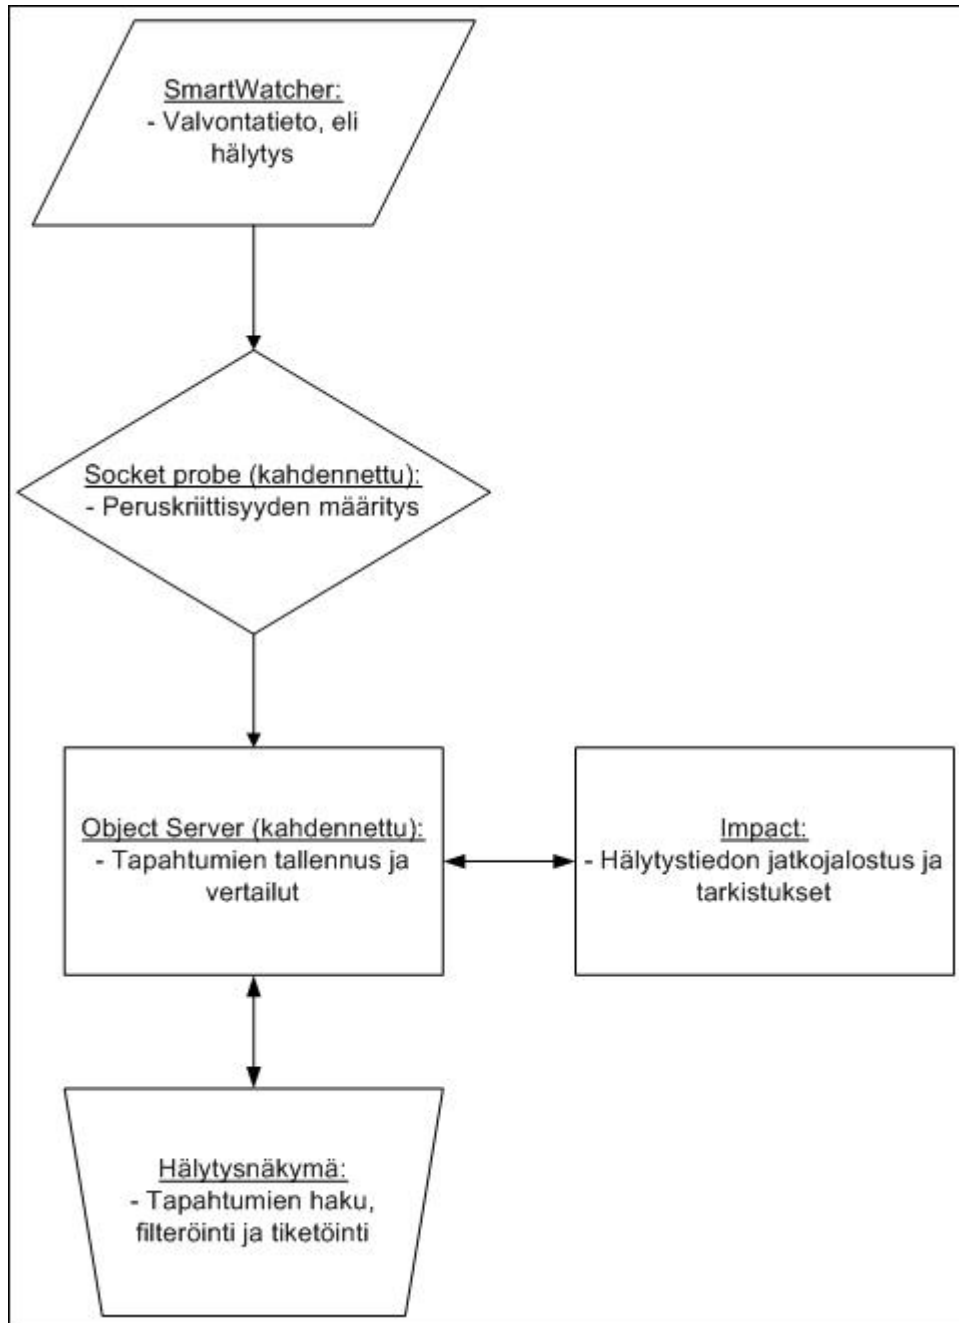 SmartWatcher:
- Valvontatieto, eli
hälytys
Socket probe (kahdennettu):
- Peruskriittisyyden määritys
Object Server (kahdennettu):
- Tapahtumien tallennus ja
vertailut
Impact:
- Hälytystiedon jatkojalostus ja
tarkistukset
Hälytysnäkymä:
- Tapahtumien haku,
filteröinti ja tiketöinti